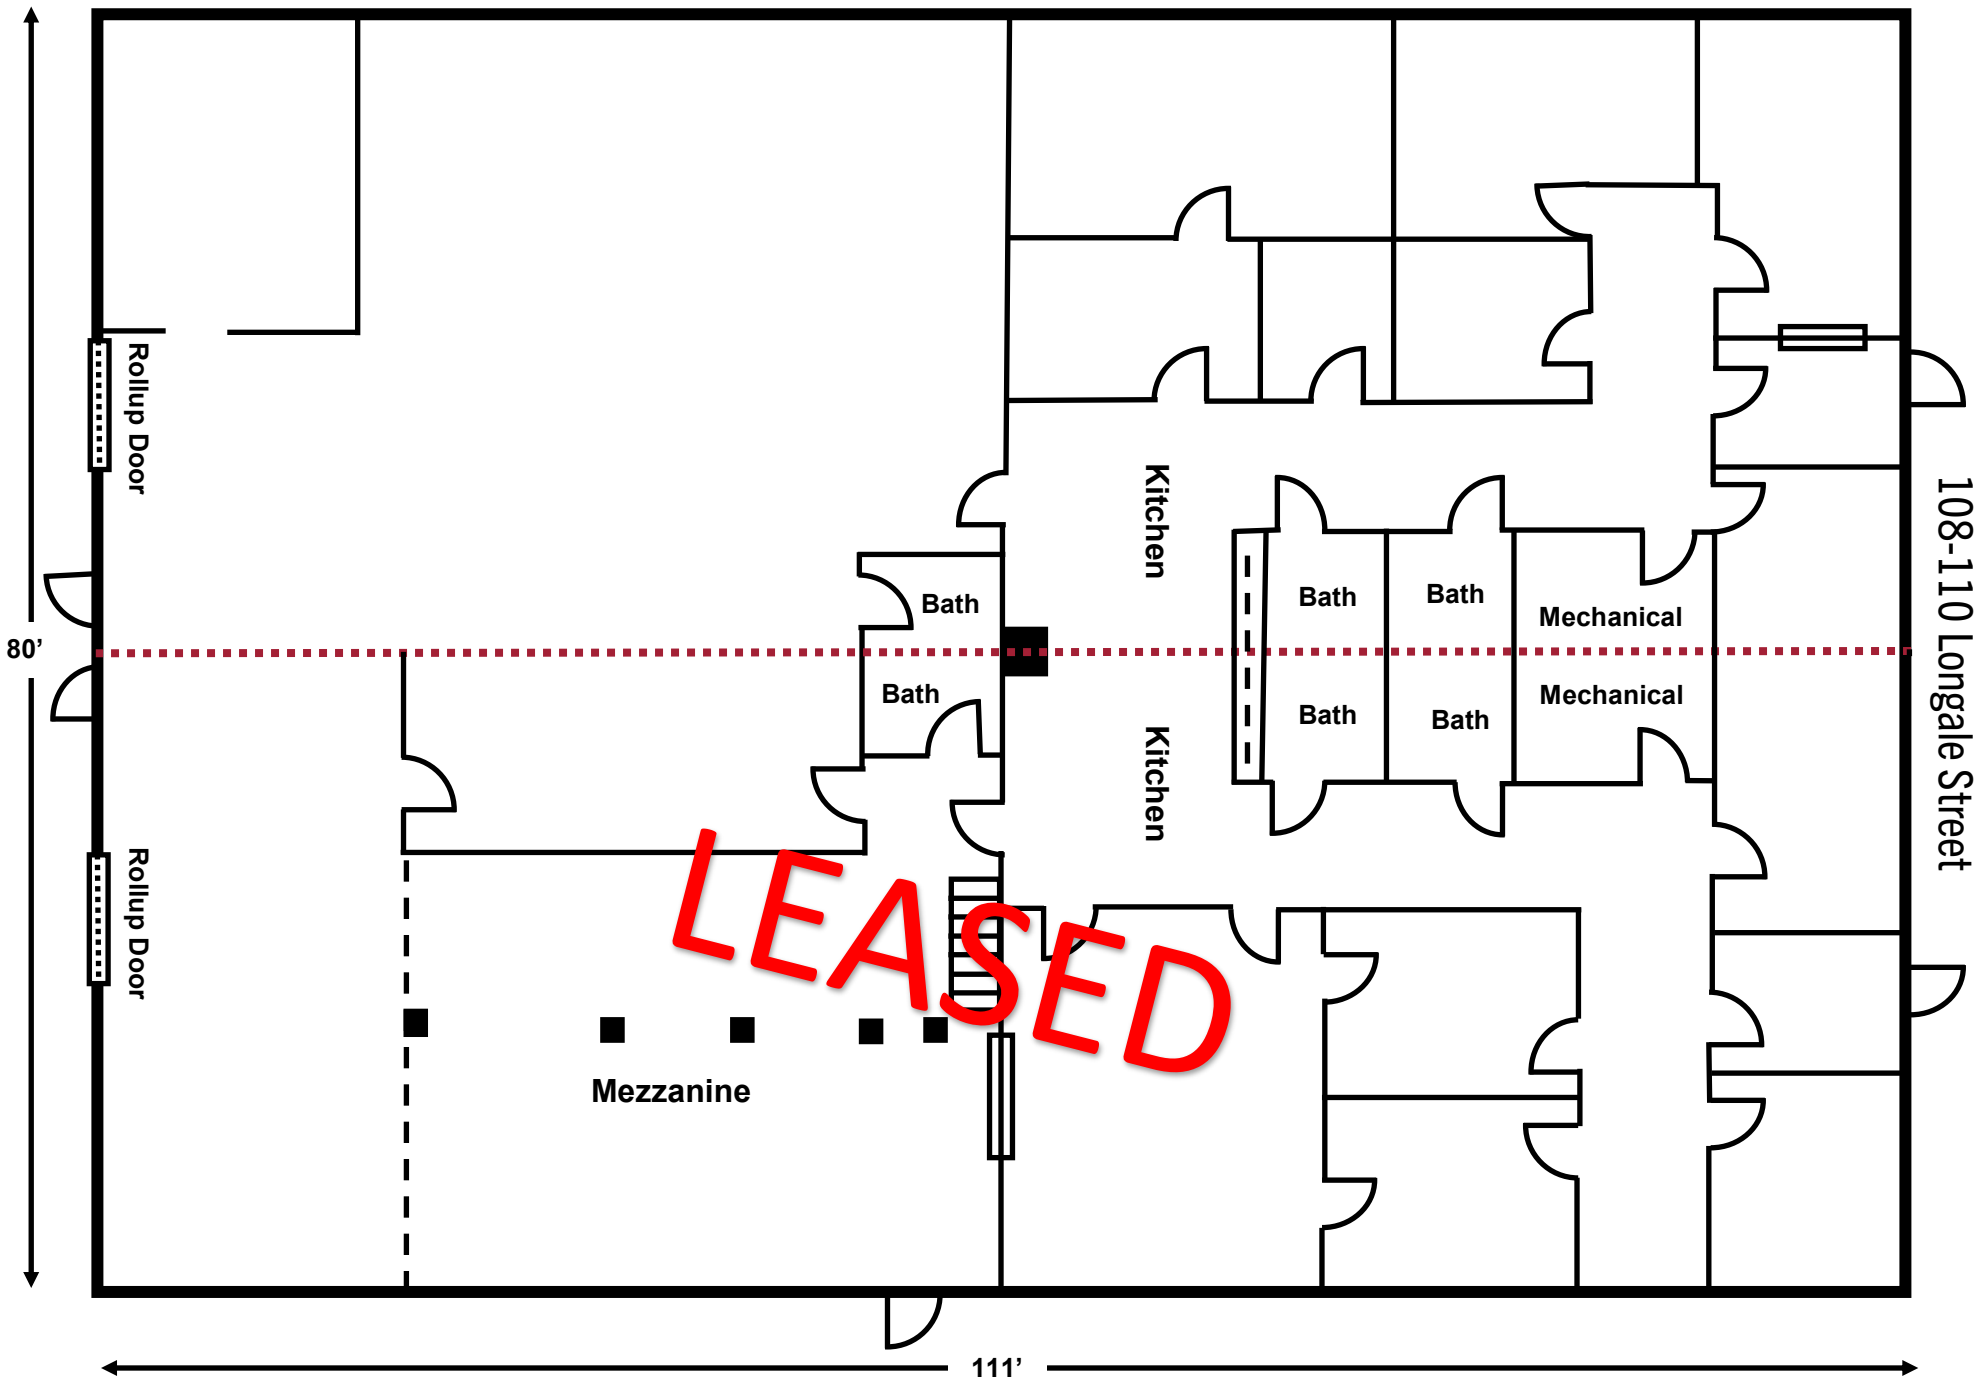 Rollup Door
Kitchen
108-110 Longale Street
Bath
Bath
Bath
Mechanical
80’
Bath
Mechanical
Bath
Bath
Kitchen
Rollup Door
LEASED
Mezzanine
111’